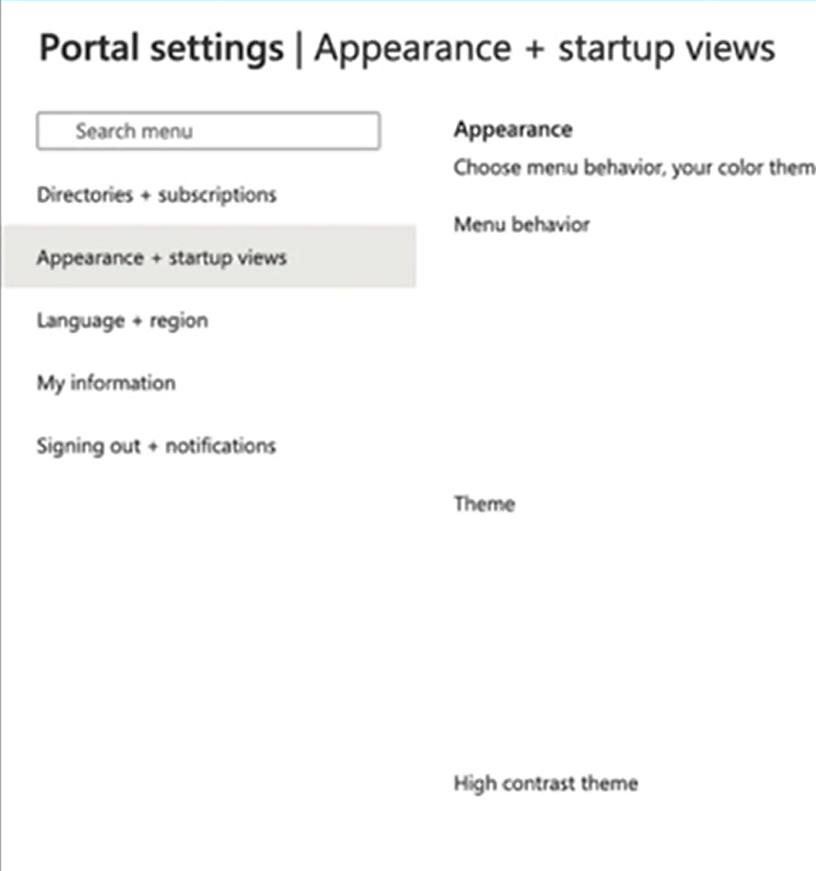 Portal settings | Appearance + startup views
Search menu
Directories + subscriptions
Appearance + startup views
Language + region
My information
Signing out + notifications
Appearance
Choose menu behavior, your color them
Menu behavior
Theme
High contrast theme